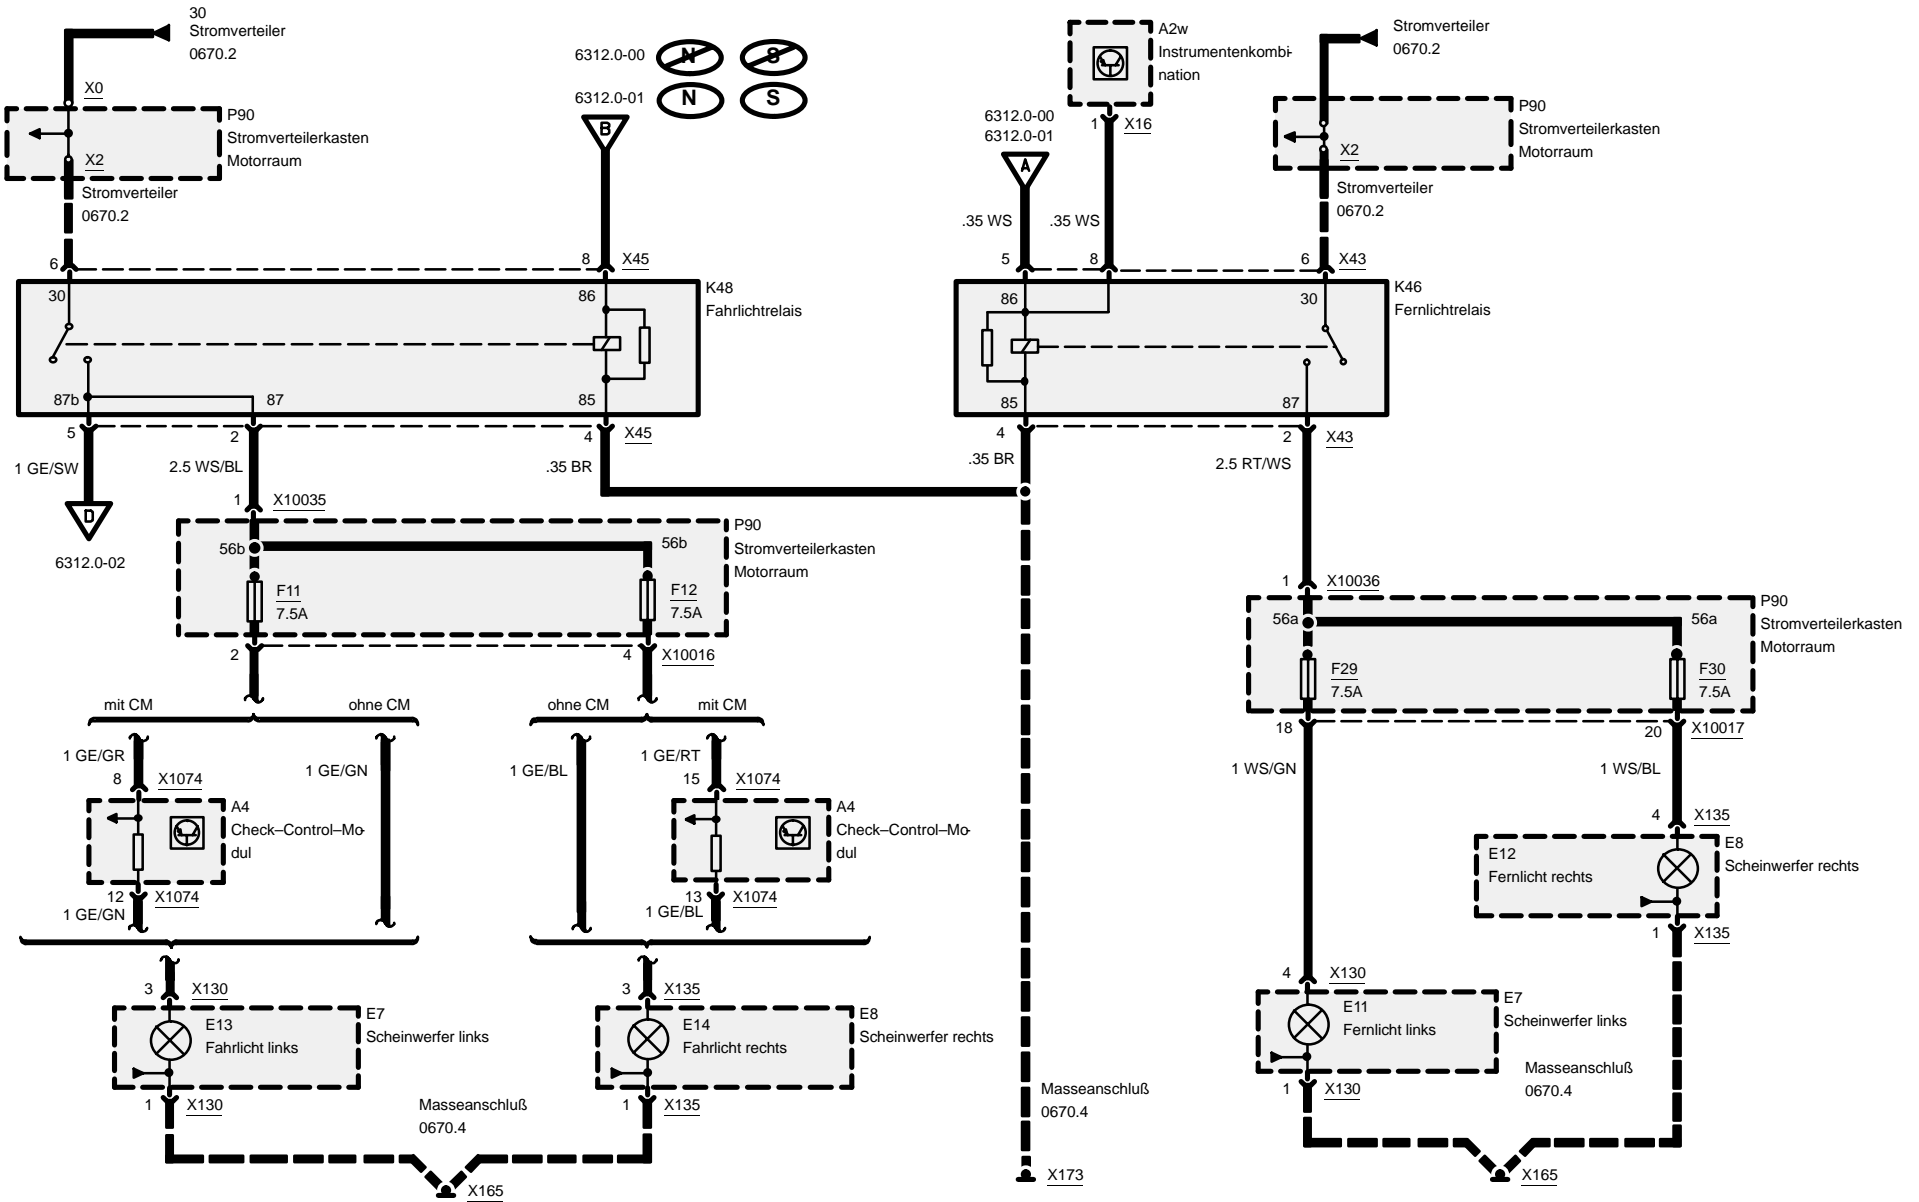 30
Stromverteiler
0670.2
X0
P90
Stromverteilerkasten
Motorraum
X2
Stromverteiler
0670.2
6312.0-00
N
S
6312.0-01
N
S
B
A2w
Instrumentenkombi-
nation
1
X16
6312.0-00
6312.0-01
A
Stromverteiler
0670.2
P90
Stromverteilerkasten
Motorraum
X2
Stromverteiler
0670.2
.35 WS
.35 WS
6
8
X45
5
8
6
X43
30
86
K48
Fahrlichtrelais
86
30
K46
Fernlichtrelais
87b
87
85
85
87
5
2
4
X45
4
2
X43
1 GE/SW
2.5 WS/BL
.35 BR
.35 BR
2.5 RT/WS
D
6312.0-02
1
X10035
56b
56b
P90
Stromverteilerkasten
Motorraum
F11
7.5A
F12
7.5A
2
4
X10016
1
X10036
56a
56a
P90
Stromverteilerkasten
Motorraum
F29
7.5A
F30
7.5A
18
20
X10017
mit CM
ohne CM
ohne CM
mit CM
1 GE/GR
1 GE/GN
1 GE/BL
1 GE/RT
1 WS/GN
1 WS/BL
8
X1074
15
X1074
A4
Check–Control–Mo-
dul
A4
Check–Control–Mo-
dul
12
X1074
13
X1074
1 GE/GN
1 GE/BL
4
X135
E12
Fernlicht rechts
E8
Scheinwerfer rechts
1
X135
3
X130
3
X135
4
X130
E13
Fahrlicht links
E7
Scheinwerfer links
E14
Fahrlicht rechts
E8
Scheinwerfer rechts
E11
Fernlicht links
E7
Scheinwerfer links
1
X130
1
X135
1
X130
Masseanschluß
0670.4
Masseanschluß
0670.4
Masseanschluß
0670.4
X165
X173
X165